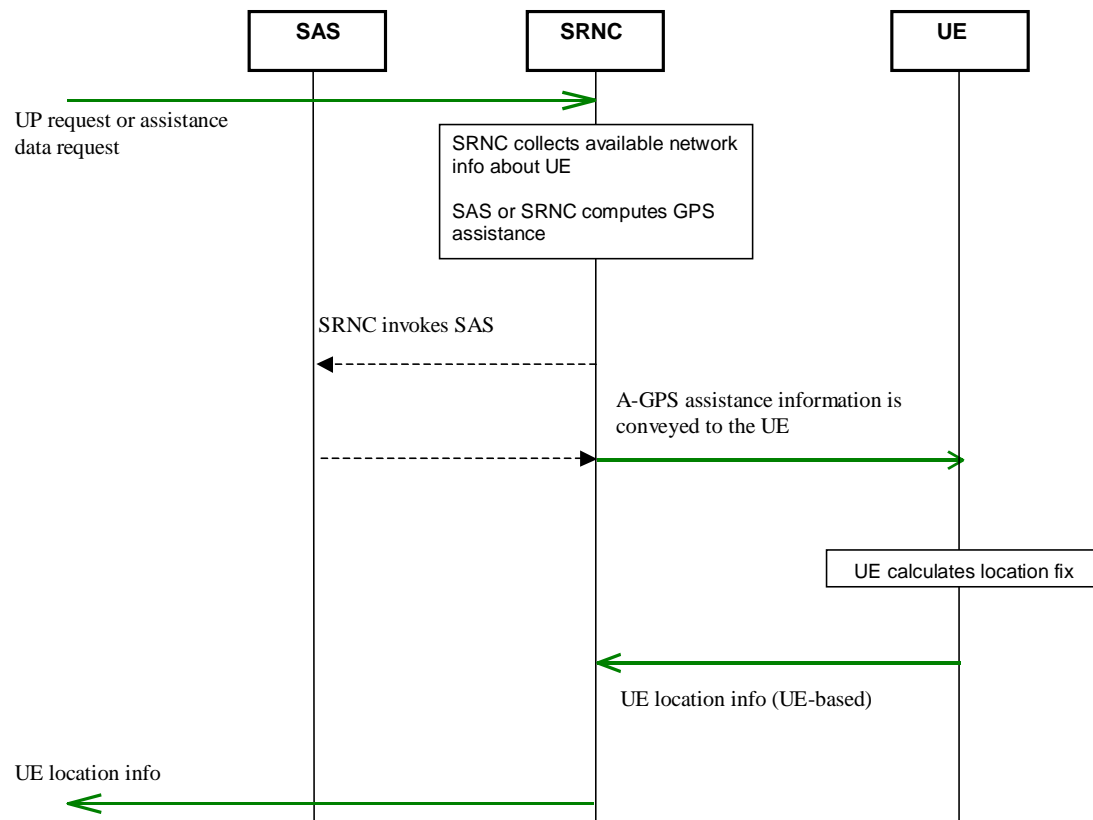 SAS
SRNC
UE
UP request or assistance
data request
SRNC collects available network
info about UE
SAS or SRNC computes GPS
assistance
SRNC invokes SAS
A-GPS assistance information is
conveyed to the UE
UE calculates location fix
UE location info (UE-based)
UE location info